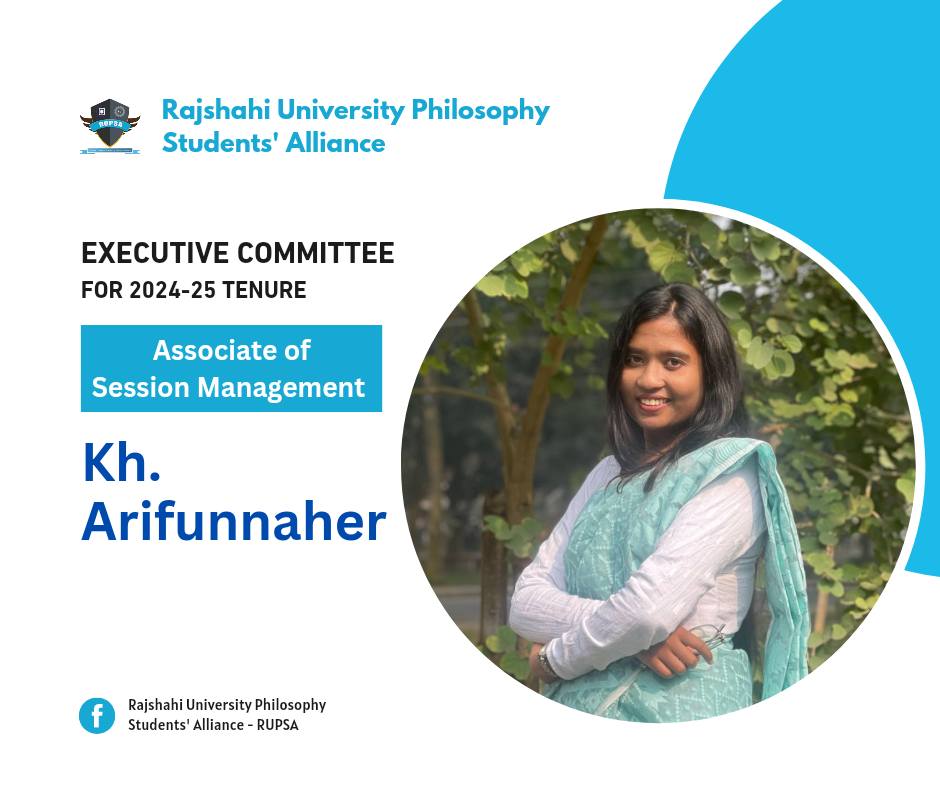 RUPSA
Rajshahi University Philosophy
Students' Alliance
EXECUTIVE COMMITTEE
FOR 2024-25 TENURE
Associate of
Session Management
Kh.
Arifunnaher
f
Rajshahi University Philosophy
Students' Alliance - RUPSA